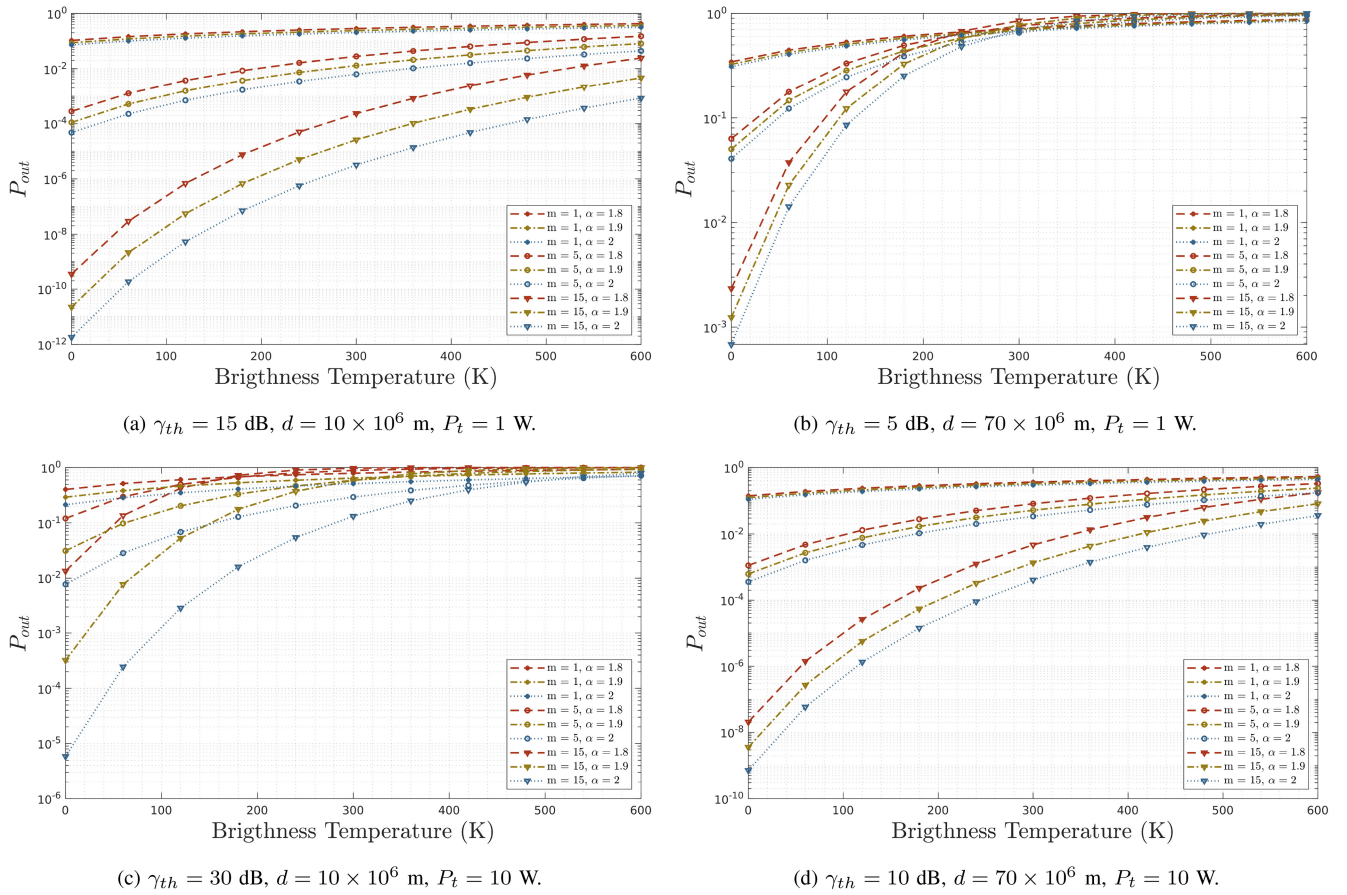 10^0
10^-2
10^-4
10^-6
10^-8
10^-10
10^-12
P_out
m = 1, α = 1.8
m = 1, α = 1.9
m = 1, α = 2
m = 5, α = 1.8
m = 5, α = 1.9
m = 5, α = 2
m = 15, α = 1.8
m = 15, α = 1.9
m = 15, α = 2
0 100 200 300 400 500 600
Brigthness Temperature (K)
(a) γ_th = 15 dB, d = 10 × 10^6 m, P_t = 1 W.
10^0
10^-1
10^-2
10^-3
P_out
m = 1, α = 1.8
m = 1, α = 1.9
m = 1, α = 2
m = 5, α = 1.8
m = 5, α = 1.9
m = 5, α = 2
m = 15, α = 1.8
m = 15, α = 1.9
m = 15, α = 2
0 100 200 300 400 500 600
Brigthness Temperature (K)
(b) γ_th = 5 dB, d = 70 × 10^6 m, P_t = 1 W.
10^0
10^-1
10^-2
10^-3
10^-4
10^-5
10^-6
P_out
m = 1, α = 1.8
m = 1, α = 1.9
m = 1, α = 2
m = 5, α = 1.8
m = 5, α = 1.9
m = 5, α = 2
m = 15, α = 1.8
m = 15, α = 1.9
m = 15, α = 2
0 100 200 300 400 500 600
Brigthness Temperature (K)
(c) γ_th = 30 dB, d = 10 × 10^6 m, P_t = 10 W.
10^0
10^-2
10^-4
10^-6
10^-8
10^-10
P_out
m = 1, α = 1.8
m = 1, α = 1.9
m = 1, α = 2
m = 5, α = 1.8
m = 5, α = 1.9
m = 5, α = 2
m = 15, α = 1.8
m = 15, α = 1.9
m = 15, α = 2
0 100 200 300 400 500 600
Brigthness Temperature (K)
(d) γ_th = 10 dB, d = 70 × 10^6 m, P_t = 10 W.